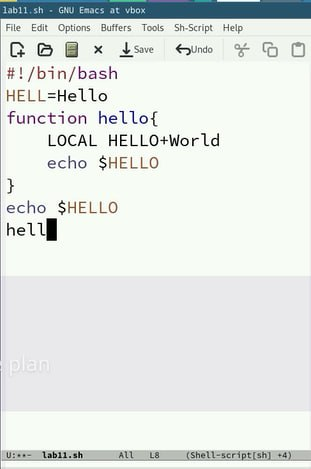 lab11.sh - GNU Emacs at vbox
File Edit Options Buffers Tools Sh-Script Help
Save Undo
#!/bin/bash
HELL=Hello
function hello{
LOCAL HELLO+World
echo $HELLO
}
echo $HELLO
hell
plan
U:**- lab11.sh All L8 (Shell-script[sh] +4)